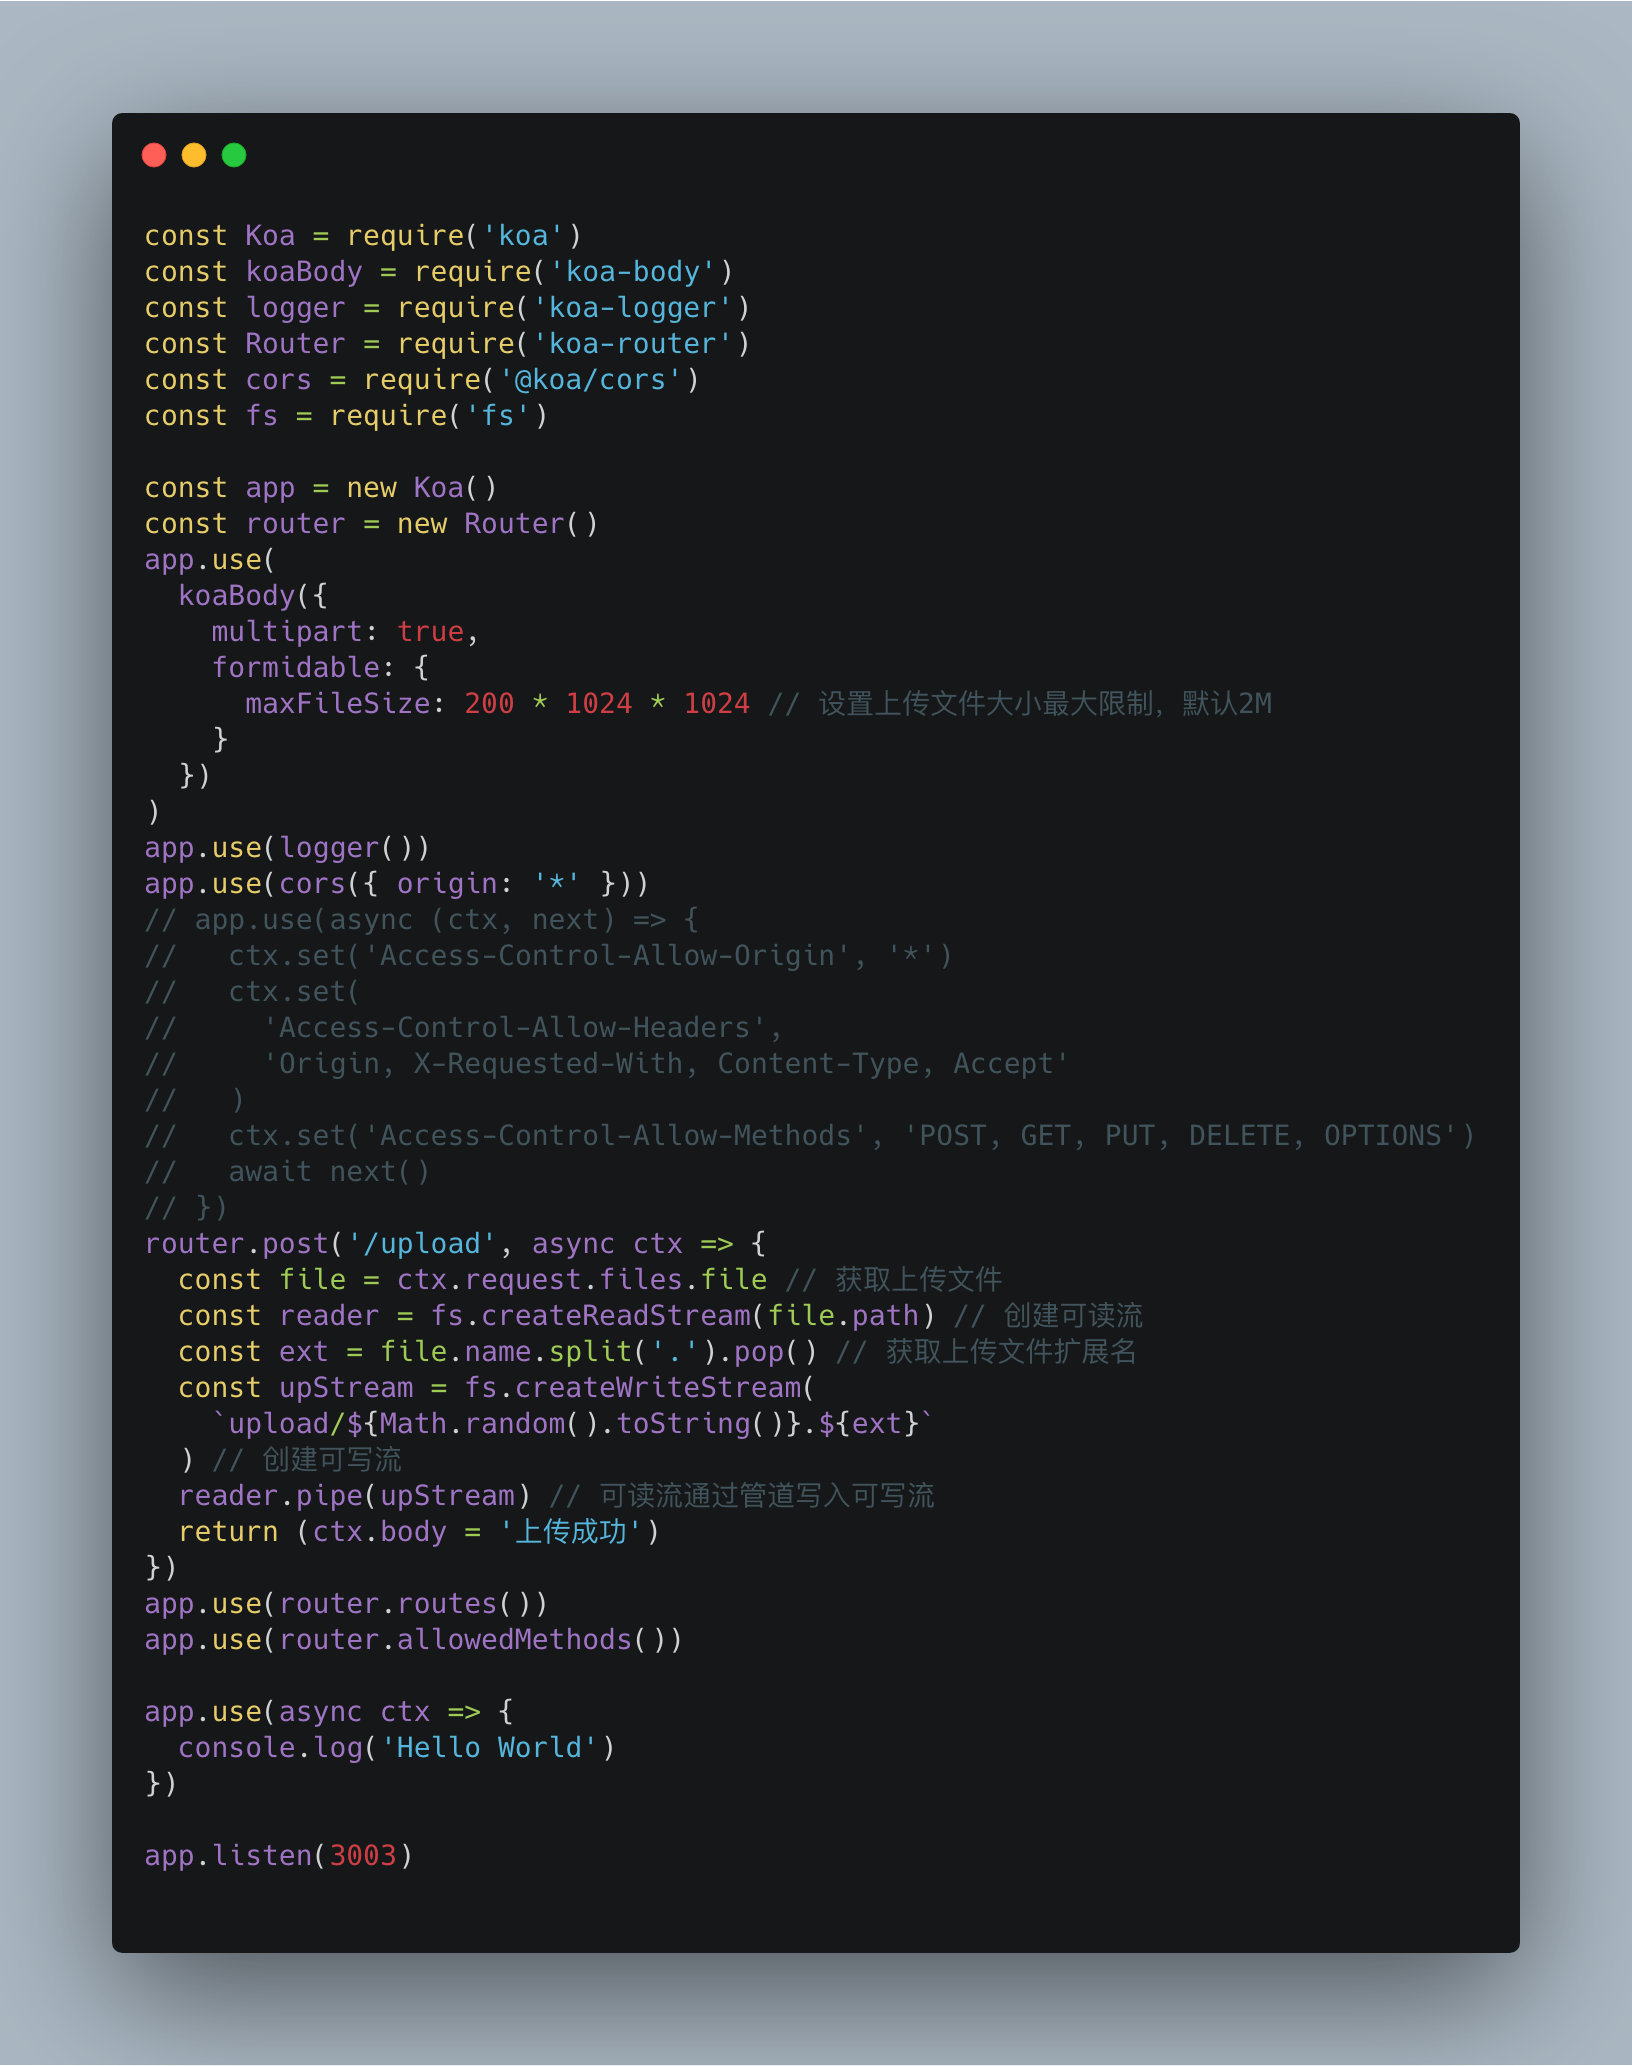 const Koa = require('koa')
const koaBody = require('koa-body')
const logger = require('koa-logger')
const Router = require('koa-router')
const cors = require('@koa/cors')
const fs = require('fs')

const app = new Koa()
const router = new Router()
app.use(
  koaBody({
    multipart: true,
    formidable: {
      maxFileSize: 200 * 1024 * 1024 // 设置上传文件大小最大限制，默认2M
    }
  })
)
app.use(logger())
app.use(cors({ origin: '*' }))
// app.use(async (ctx, next) => {
//   ctx.set('Access-Control-Allow-Origin', '*')
//   ctx.set(
//     'Access-Control-Allow-Headers',
//     'Origin, X-Requested-With, Content-Type, Accept'
//   )
//   ctx.set('Access-Control-Allow-Methods', 'POST, GET, PUT, DELETE, OPTIONS')
//   await next()
// })
router.post('/upload', async ctx => {
  const file = ctx.request.files.file // 获取上传文件
  const reader = fs.createReadStream(file.path) // 创建可读流
  const ext = file.name.split('.').pop() // 获取上传文件扩展名
  const upStream = fs.createWriteStream(
    `upload/${Math.random().toString()}.${ext}`
  ) // 创建可写流
  reader.pipe(upStream) // 可读流通过管道写入可写流
  return (ctx.body = '上传成功')
})
app.use(router.routes())
app.use(router.allowedMethods())

app.use(async ctx => {
  console.log('Hello World')
})

app.listen(3003)